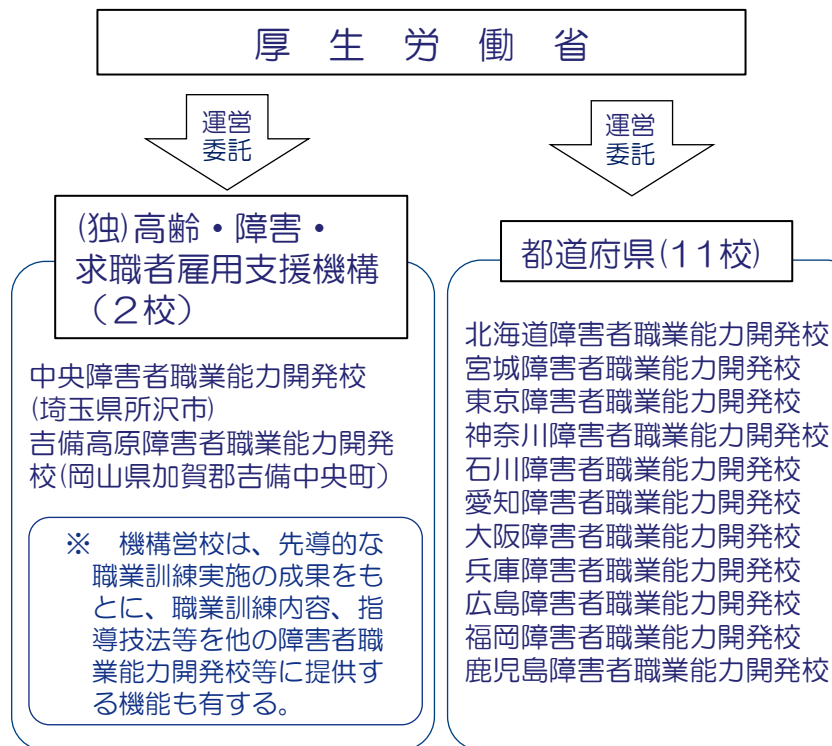 厚生労働省
運営
委託
運営
委託
(独)高齢・障害・
求職者雇用支援機構
（２校）
中央障害者職業能力開発校
(埼玉県所沢市)
吉備高原障害者職業能力開発
校(岡山県加賀郡吉備中央町）
※　機構営校は、先導的な
職業訓練実施の成果をも
とに、職業訓練内容、指
導技法等を他の障害者職
業能力開発校等に提供す
る機能も有する。
都道府県(１１校)
北海道障害者職業能力開発校
宮城障害者職業能力開発校
東京障害者職業能力開発校
神奈川障害者職業能力開発校
石川障害者職業能力開発校
愛知障害者職業能力開発校
大阪障害者職業能力開発校
兵庫障害者職業能力開発校
広島障害者職業能力開発校
福岡障害者職業能力開発校
鹿児島障害者職業能力開発校